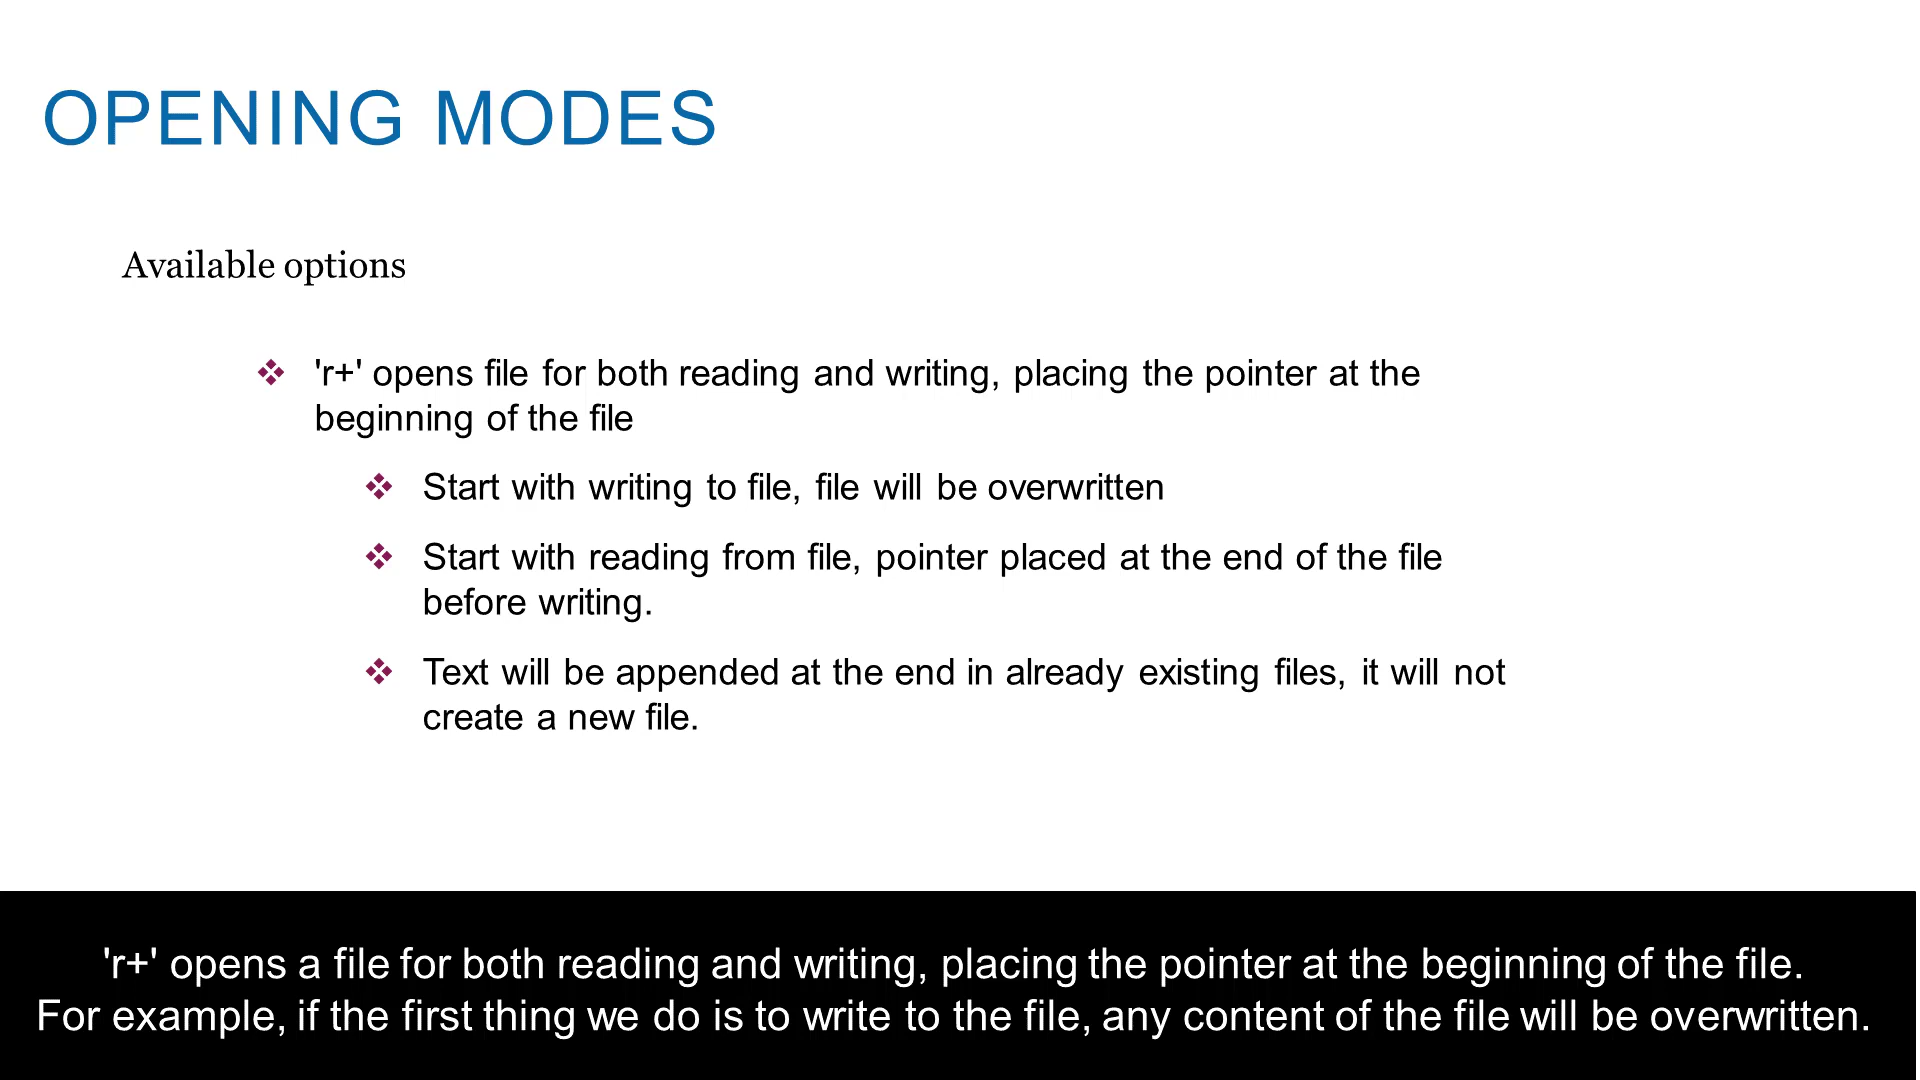 OPENING MODES
Available options
'r+' opens file for both reading and writing, placing the pointer at the
beginning of the file
Start with writing to file, file will be overwritten
Start with reading from file, pointer placed at the end of the file
before writing.
Text will be appended at the end in already existing files, it will not
create a new file.
'r+' opens a file for both reading and writing, placing the pointer at the beginning of the file.
For example, if the first thing we do is to write to the file, any content of the file will be overwritten.